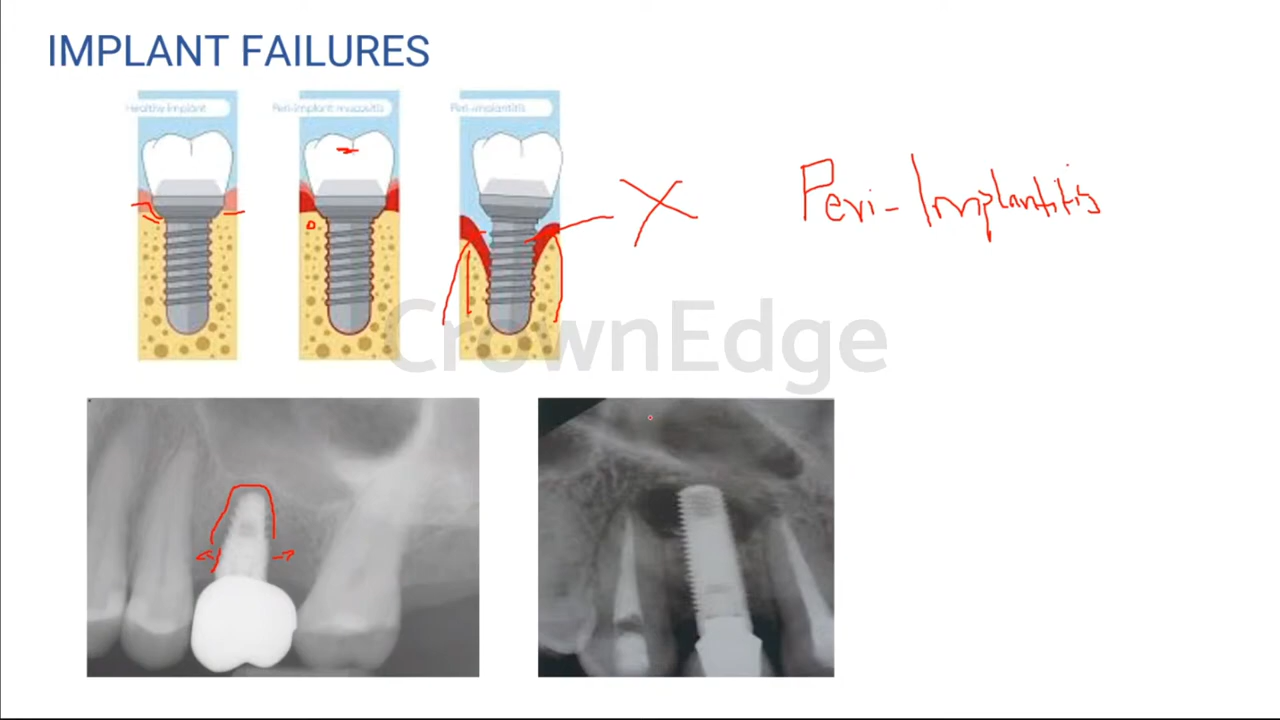 IMPLANT FAILURES
Healthy implant
Peri-implant mucositis
Peri-implantitis
Peri-Implantitis
CrownEdge